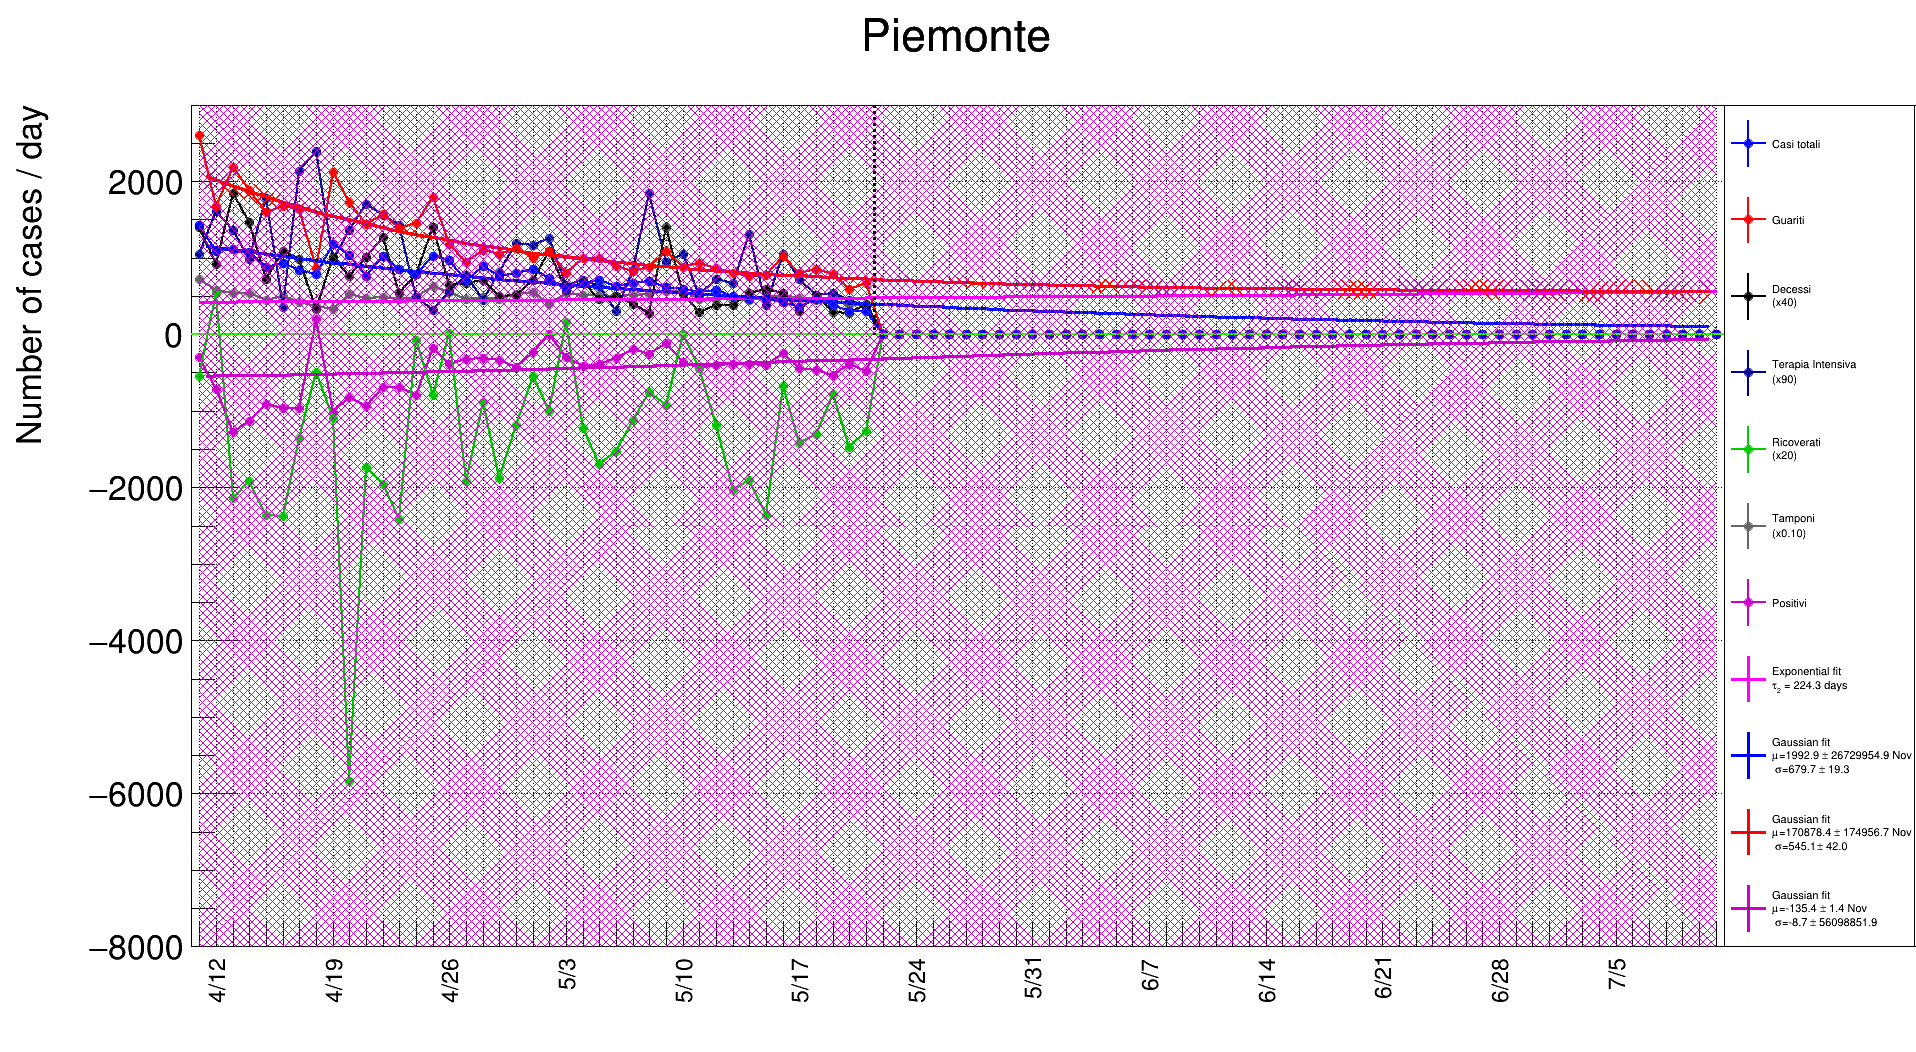 Piemonte
Number of cases / day
2000
0
−2000
−4000
−6000
−8000
4/12
4/19
4/26
5/3
5/10
5/17
5/24
5/31
6/7
6/14
6/21
6/28
7/5
Casi totali
Guariti
Decessi
(x40)
Terapia Intensiva
(x90)
Ricoverati
(x20)
Tamponi
(x0.10)
Positivi
Exponential fit
τ2 = 224.3 days
Gaussian fit
μ=1992.9 ± 26729954.9 Nov
σ=679.7 ± 19.3
Gaussian fit
μ=170878.4 ± 174956.7 Nov
σ=545.1 ± 42.0
Gaussian fit
μ=-135.4 ± 1.4 Nov
σ=-8.7 ± 56098851.9